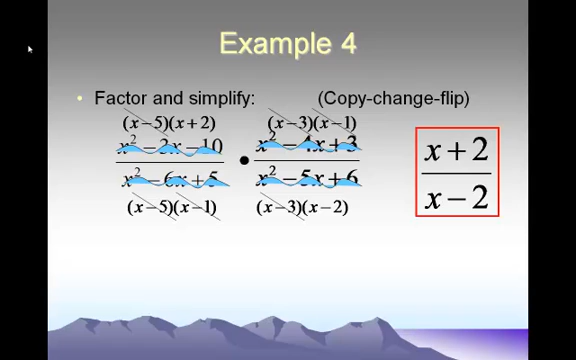 Example 4
• Factor and simplify: (Copy-change-flip)
(x−5)(x+2) (x−3)(x−1)
x² − 3x − 10 / x² − 6x + 5 • x² − 4x + 3 / x² − 5x + 6
(x−5)(x−1) (x−3)(x−2)
x + 2 / x − 2